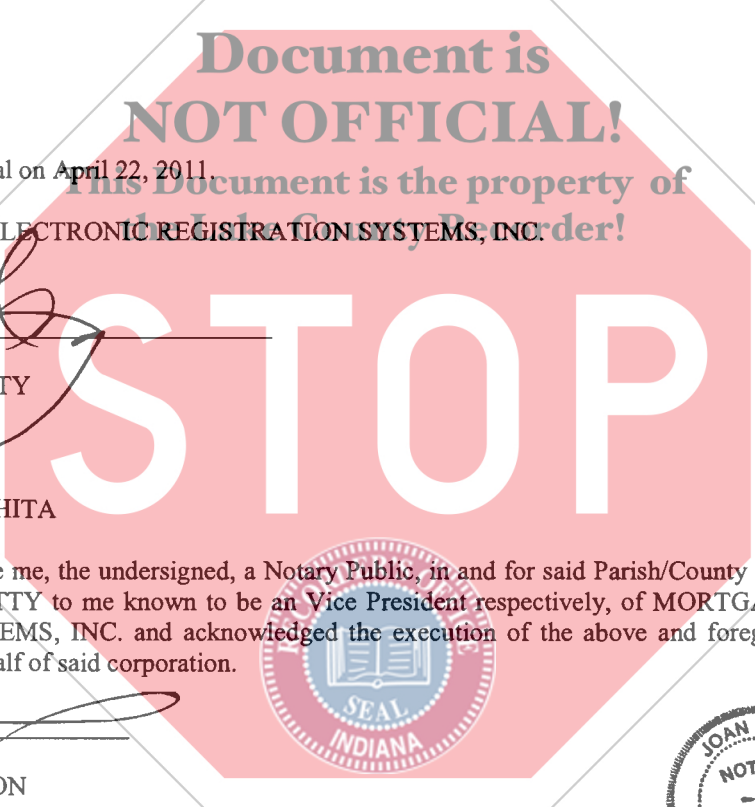 Document is
NOT OFFICIAL!
al on April 22, 2011.
This Document is the property of
the Lake County Recorder!
LECTRONIC REGISTRATION SYSTEMS, INC.
STOP
TY
HITA
e me, the undersigned, a Notary Public, in and for said Parish/County
TTY to me known to be an Vice President respectively, of MORTGA
EMS, INC. and acknowledged the execution of the above and foreg
alf of said corporation.
RECORDER'S OFFICE
SEAL
INDIANA
ON
JOAN
NOT